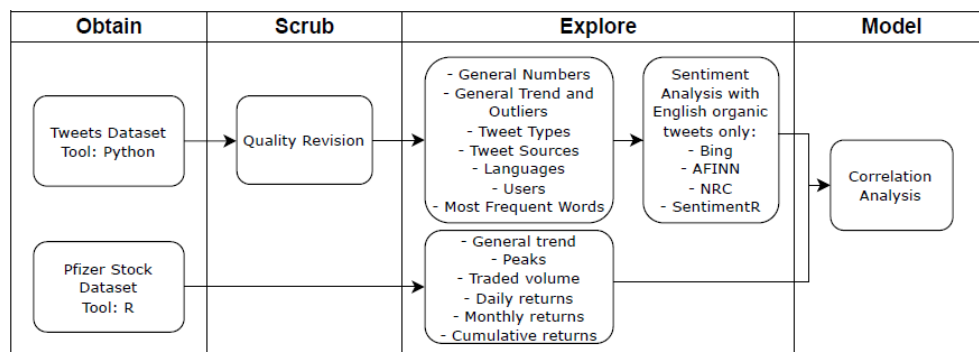 Obtain
Scrub
Explore
Model
Tweets Dataset
Tool: Python
Quality Revision
- General Numbers
- General Trend and
Outliers
- Tweet Types
- Tweet Sources
- Languages
- Users
- Most Frequent Words
Sentiment
Analysis with
English organic
tweets only:
- Bing
- AFINN
- NRC
- SentimentR
Correlation
Analysis
Pfizer Stock
Dataset
Tool: R
- General trend
- Peaks
- Traded volume
- Daily returns
- Monthly returns
- Cumulative returns